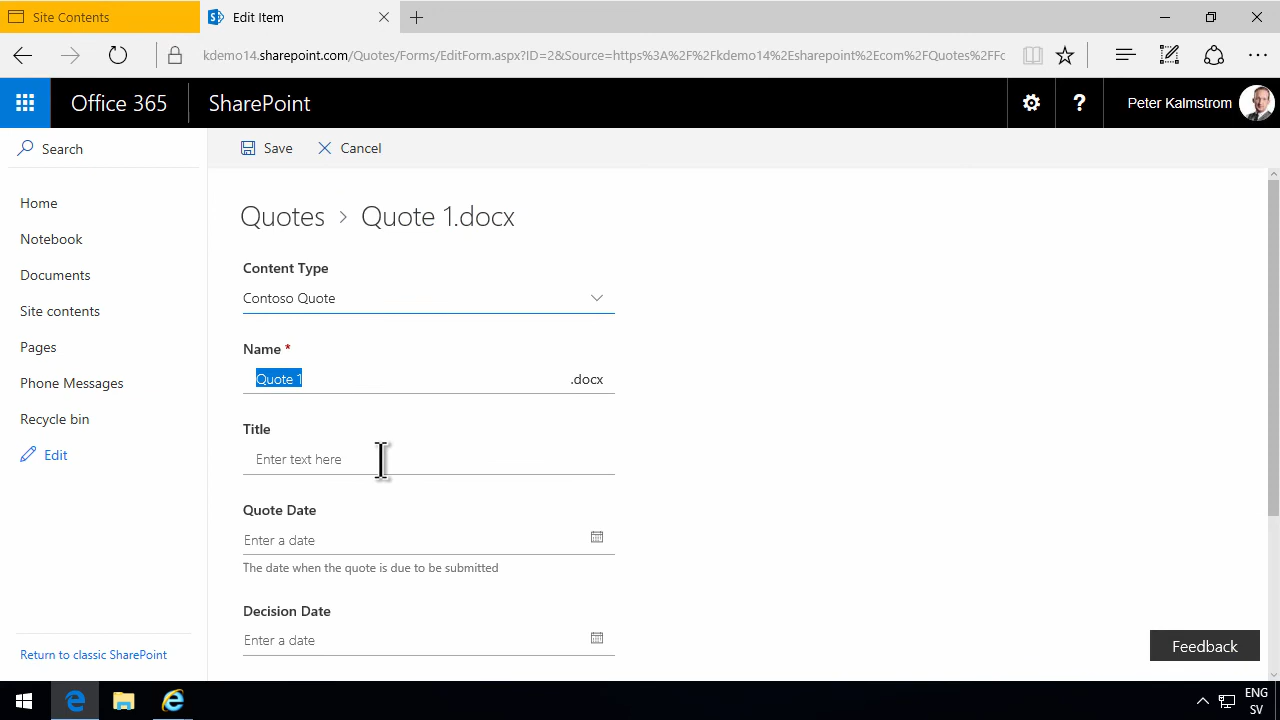 Site Contents
Edit Item
kdemo14.sharepoint.com/Quotes/Forms/EditForm.aspx?ID=2&Source=https%3A%2F%2Fkdemo14%2Esharepoint%2Ecom%2FQuotes%2FFc
Office 365
SharePoint
?
Peter Kalmstrom
Search
Save
Cancel
Home
Notebook
Documents
Site contents
Pages
Phone Messages
Recycle bin
Edit
Return to classic SharePoint
Quotes > Quote 1.docx
Content Type
Contoso Quote
Name *
Quote 1 .docx
Title
Enter text here
Quote Date
Enter a date
The date when the quote is due to be submitted
Decision Date
Enter a date
Feedback
ENG
SV